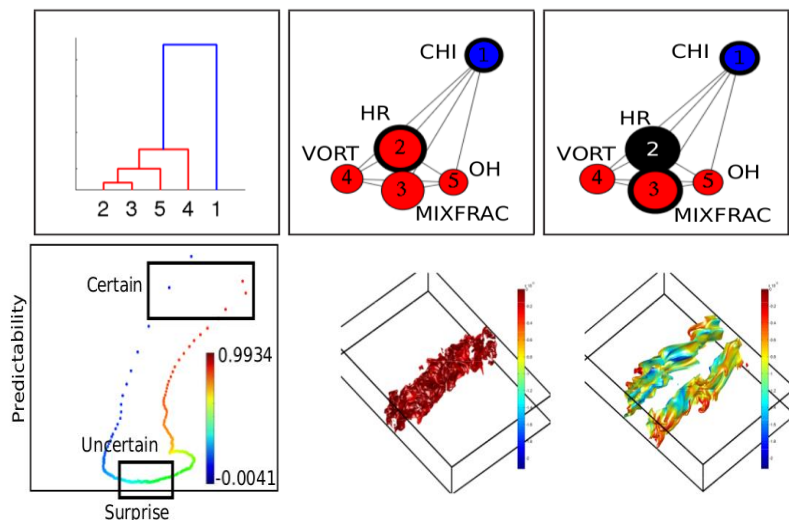 2 3 5 4 1
CHI
1
HR
2
VORT
4
3
5
OH
MIXFRAC
CHI
1
HR
2
VORT
4
3
5
OH
MIXFRAC
Predictability
Certain
0.9934
Uncertain
-0.0041
Surprise